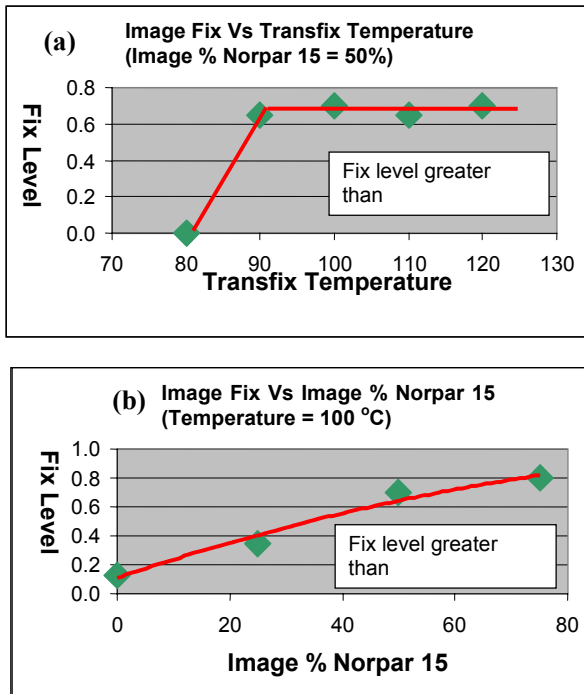 (a) Image Fix Vs Transfix Temperature
(Image % Norpar 15 = 50%)
Fix Level
0.8
0.6
0.4
0.2
0.0
Fix level greater
than
70 80 90 100 110 120 130
Transfix Temperature
(b) Image Fix Vs Image % Norpar 15
(Temperature = 100 °C)
Fix Level
1.0
0.8
0.6
0.4
0.2
0.0
Fix level greater
than
0 20 40 60 80
Image % Norpar 15